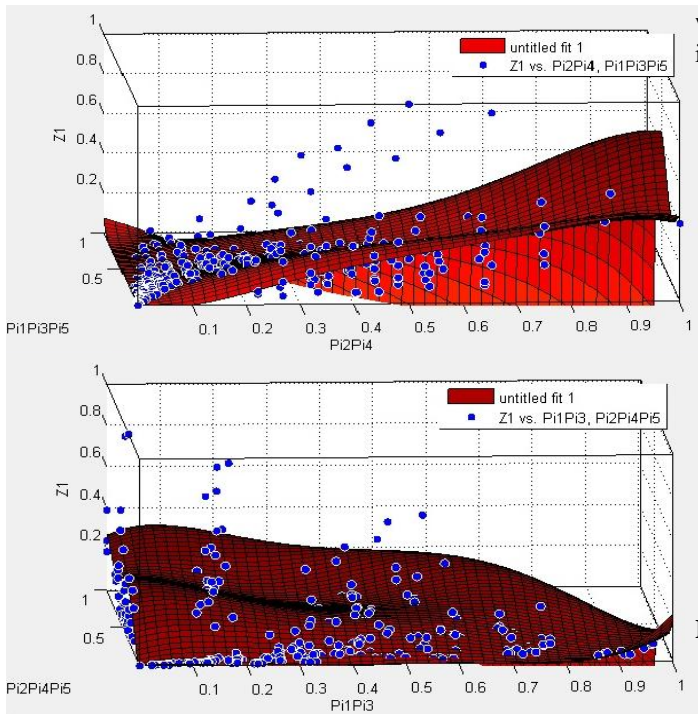 1
0.8
0.6
0.4
0.2
1
0.5
Z1
untitled fit 1
Z1 vs. Pi2Pi4, Pi1Pi3Pi5
Pi1Pi3Pi5
0.1 0.2 0.3 0.4 0.5 0.6 0.7 0.8 0.9 1
Pi2Pi4
1
0.8
0.6
0.4
0.2
1
0.5
Z1
untitled fit 1
Z1 vs. Pi1Pi3, Pi2Pi4Pi5
Pi2Pi4Pi5
0.1 0.2 0.3 0.4 0.5 0.6 0.7 0.8 0.9 1
Pi1Pi3